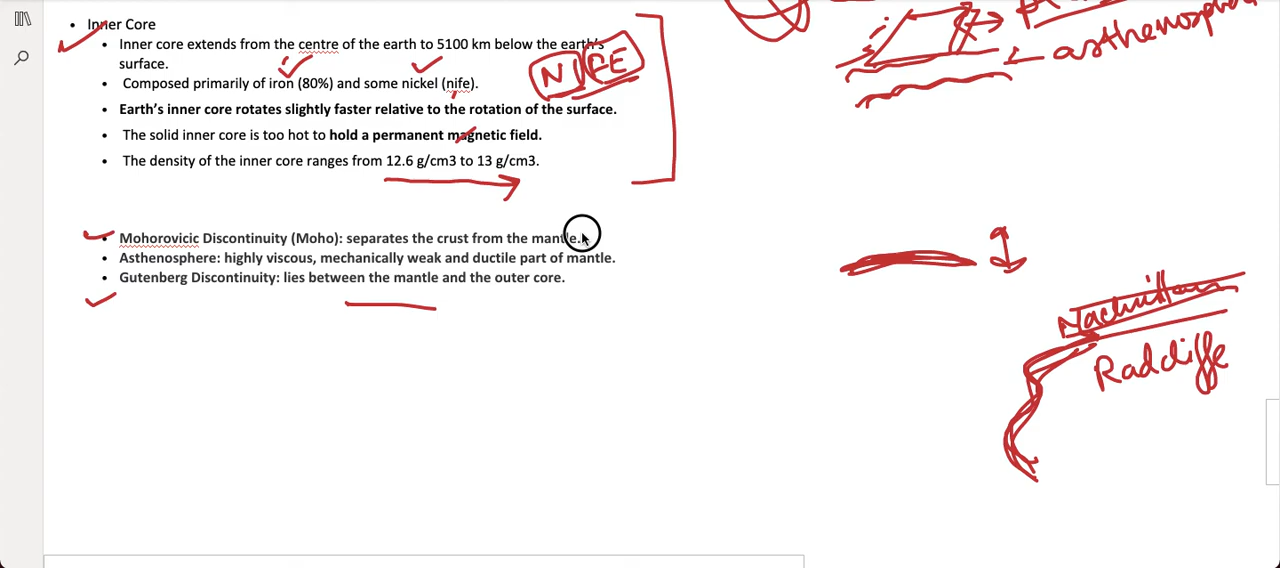 Inner Core
Inner core extends from the centre of the earth to 5100 km below the earth's
surface.
Composed primarily of iron (80%) and some nickel (nife).
Earth's inner core rotates slightly faster relative to the rotation of the surface.
The solid inner core is too hot to hold a permanent magnetic field.
The density of the inner core ranges from 12.6 g/cm3 to 13 g/cm3.
NIFE
asthenosphere
Mohorovicic Discontinuity (Moho): separates the crust from the mantle.
Asthenosphere: highly viscous, mechanically weak and ductile part of mantle.
Gutenberg Discontinuity: lies between the mantle and the outer core.
Radcliffe